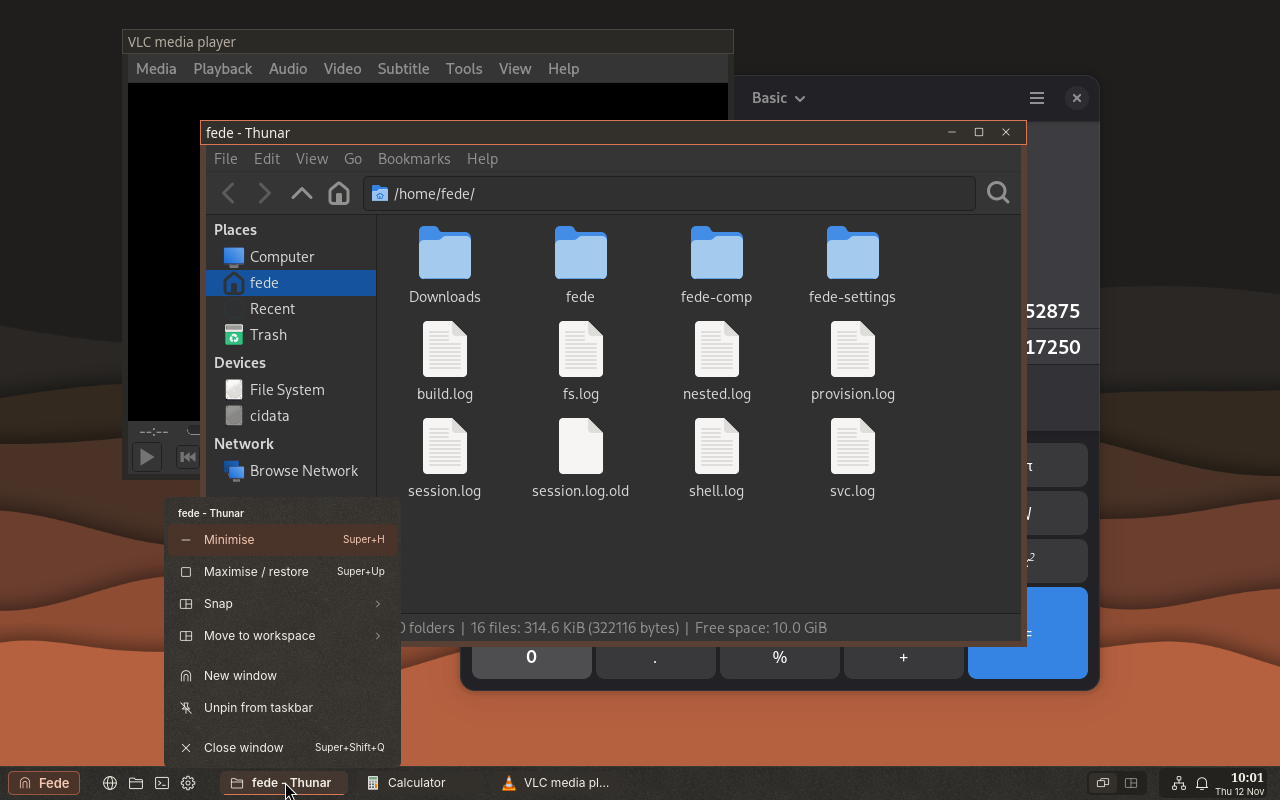 VLC media player
Media Playback Audio Video Subtitle Tools View Help
Basic
fede - Thunar
File Edit View Go Bookmarks Help
/home/fede/
Places
Computer
fede
Recent
Trash
Devices
File System
cidata
Network
Browse Network
Downloads fede fede-comp fede-settings
build.log fs.log nested.log provision.log
session.log session.log.old shell.log svc.log
52875
17250
--:--
folders | 16 files: 314.6 KiB (322116 bytes) | Free space: 10.0 GiB
0 . % +
=
fede - Thunar
Minimise Super+H
Maximise / restore Super+Up
Snap
Move to workspace
New window
Unpin from taskbar
Close window Super+Shift+Q
Fede
fede - Thunar
Calculator
VLC media pl...
10:01
Thu 12 Nov